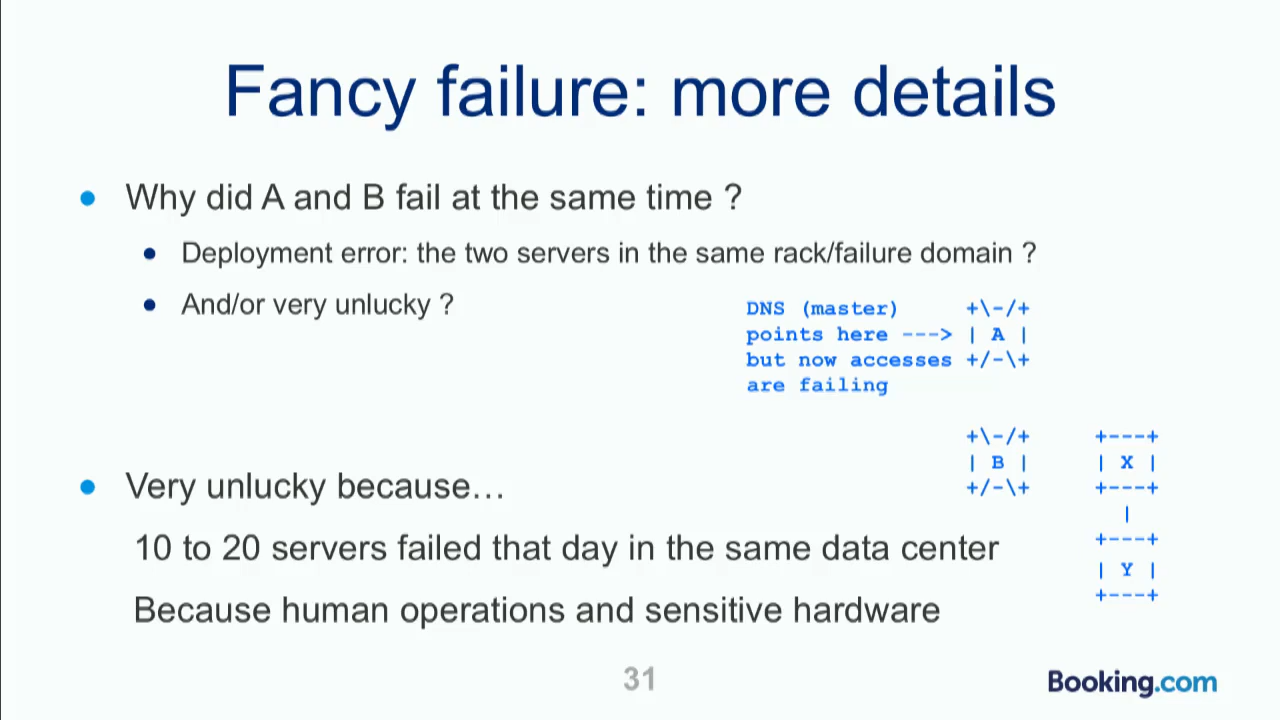 Fancy failure: more details
Why did A and B fail at the same time ?
Deployment error: the two servers in the same rack/failure domain ?
And/or very unlucky ?
DNS (master)     +\-/+
points here ---> | A |
but now accesses +/-\+
are failing
+\-/+     +---+
| B |     | X |
+/-\+     +---+
|
+---+
| Y |
+---+
Very unlucky because…
10 to 20 servers failed that day in the same data center
Because human operations and sensitive hardware
31
Booking.com